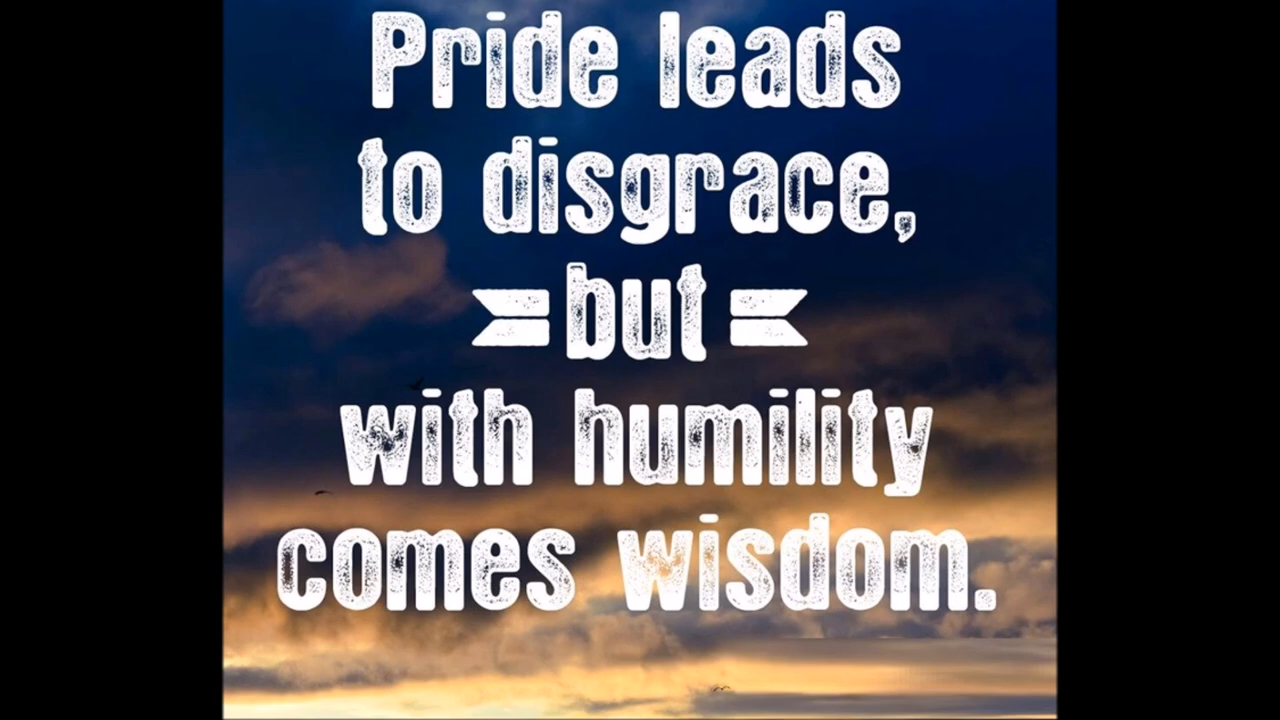 Pride leads
to disgrace,
but
with humility
comes wisdom.